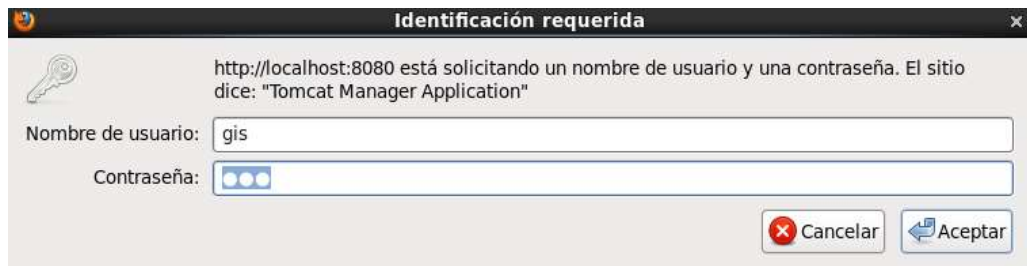 Identificación requerida
http://localhost:8080 está solicitando un nombre de usuario y una contraseña. El sitio
dice: "Tomcat Manager Application"
Nombre de usuario: gis
Contraseña: ●●●
Cancelar Aceptar